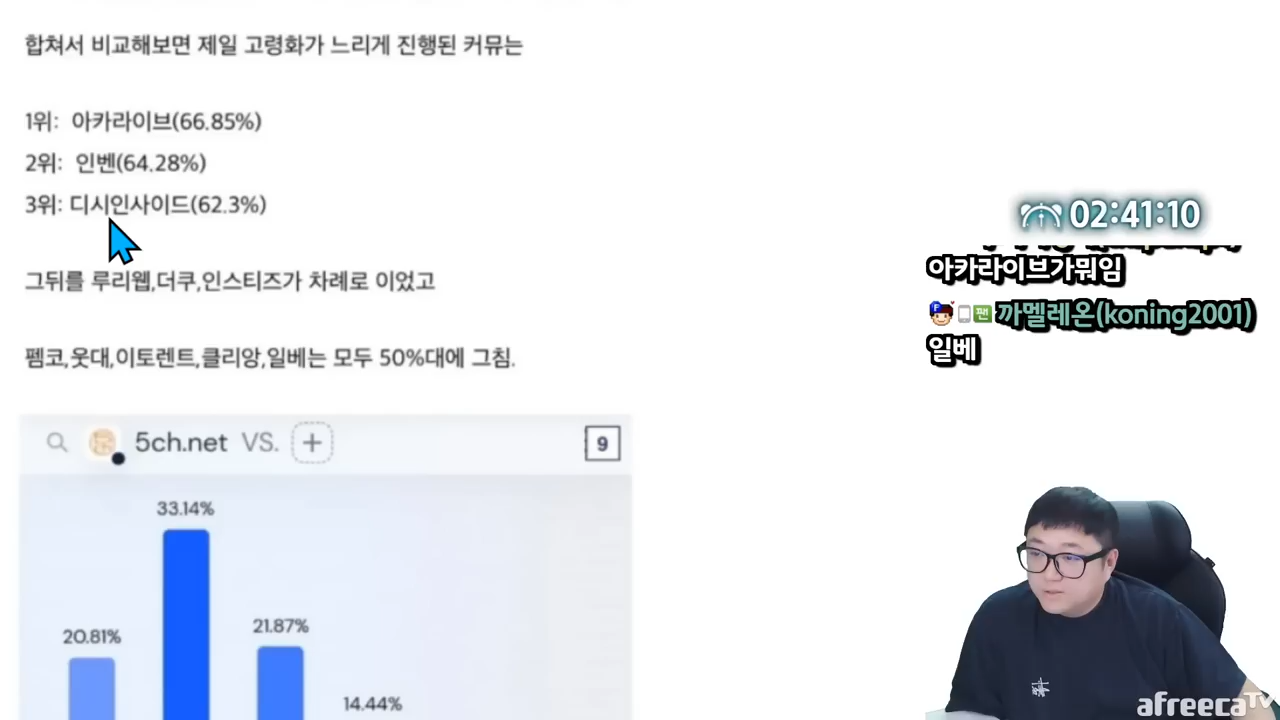 합쳐서 비교해보면 제일 고령화가 느리게 진행된 커뮤는
1위: 아카라이브(66.85%)
2위: 인벤(64.28%)
3위: 디시인사이드(62.3%)
그뒤를 루리웹,더쿠,인스티즈가 차례로 이었고
펨코,웃대,이토렌트,클리앙,일베는 모두 50%대에 그침.
5ch.net VS. +
9
33.14%
20.81%
21.87%
14.44%
02:41:10
아카라이브가뭐임
F 팬 까멜레온(koning2001)
일베
afreecaTV